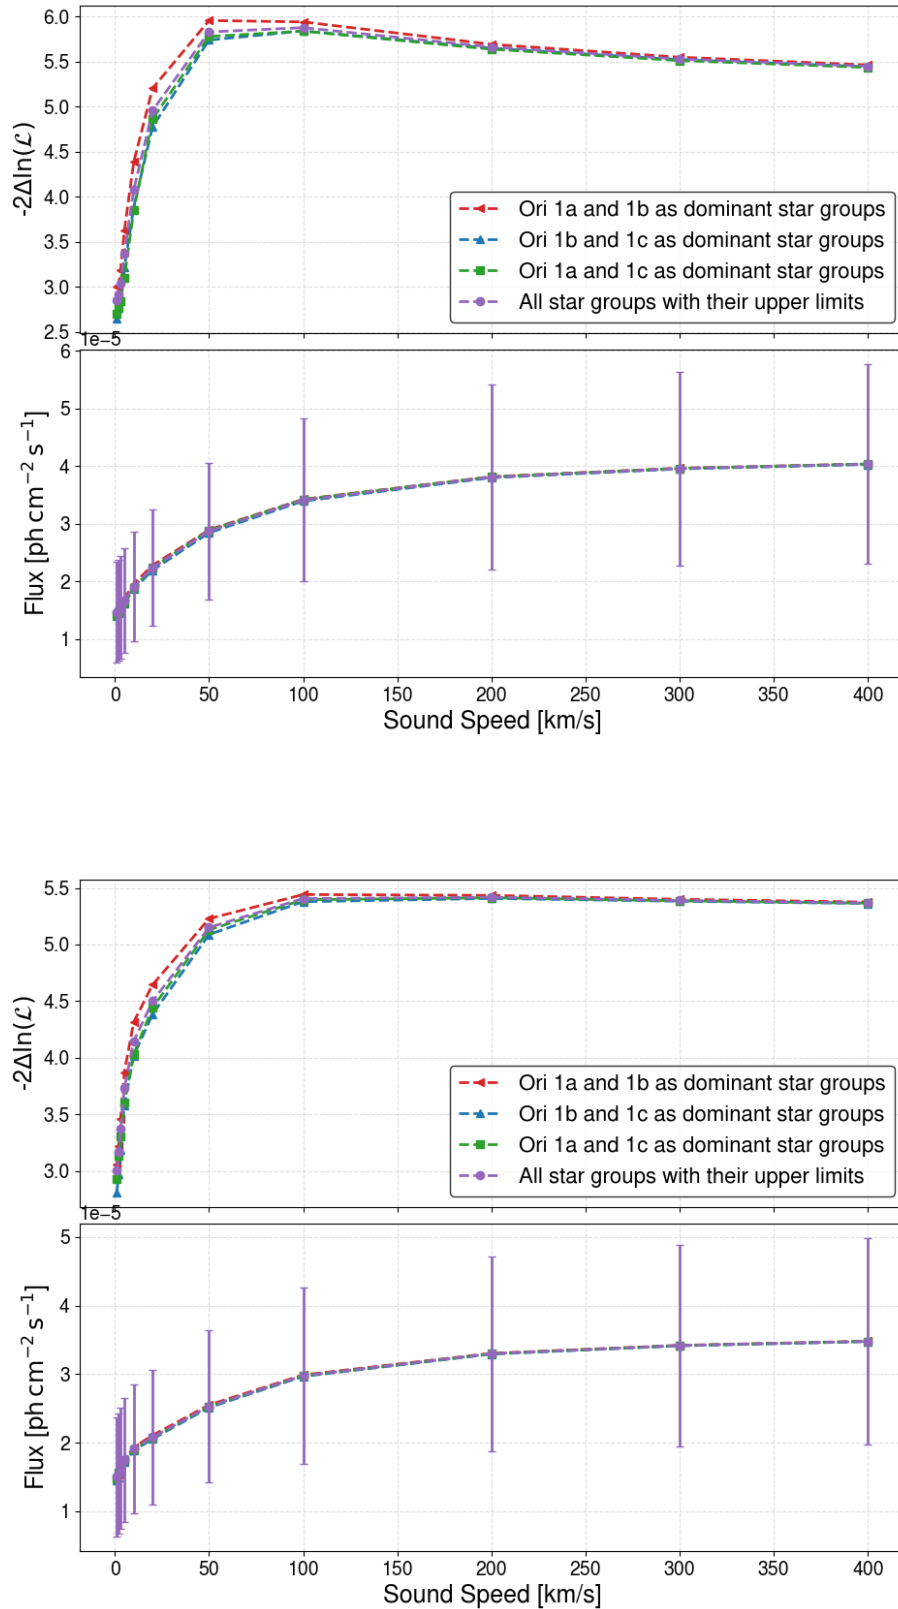 6.0
5.5
5.0
4.5
4.0
3.5
3.0
2.5
-2Δln(ℒ)
Ori 1a and 1b as dominant star groups
Ori 1b and 1c as dominant star groups
Ori 1a and 1c as dominant star groups
All star groups with their upper limits
1e−5
6
5
4
3
2
1
Flux [ph cm⁻² s⁻¹]
0 50 100 150 200 250 300 350 400
Sound Speed [km/s]
5.5
5.0
4.5
4.0
3.5
3.0
-2Δln(ℒ)
Ori 1a and 1b as dominant star groups
Ori 1b and 1c as dominant star groups
Ori 1a and 1c as dominant star groups
All star groups with their upper limits
1e−5
5
4
3
2
1
Flux [ph cm⁻² s⁻¹]
0 50 100 150 200 250 300 350 400
Sound Speed [km/s]